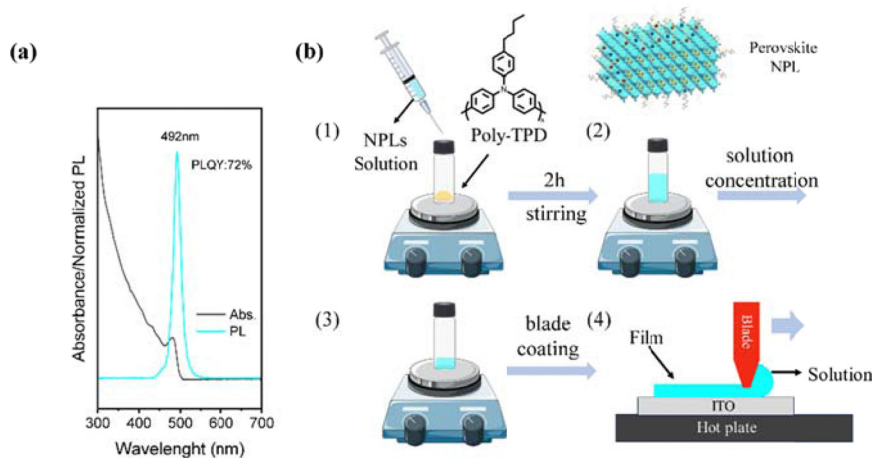 (a)
492nm
PLQY:72%
Absorbance/Normalized PL
Abs.
PL
300 400 500 600 700
Wavelenght (nm)
(b)
Perovskite
NPL
(1)
NPLs
Solution
n
Poly-TPD
N
2h
stirring
(2)
solution
concentration
(3)
blade
coating
(4)
Blade
Film
Solution
ITO
Hot plate